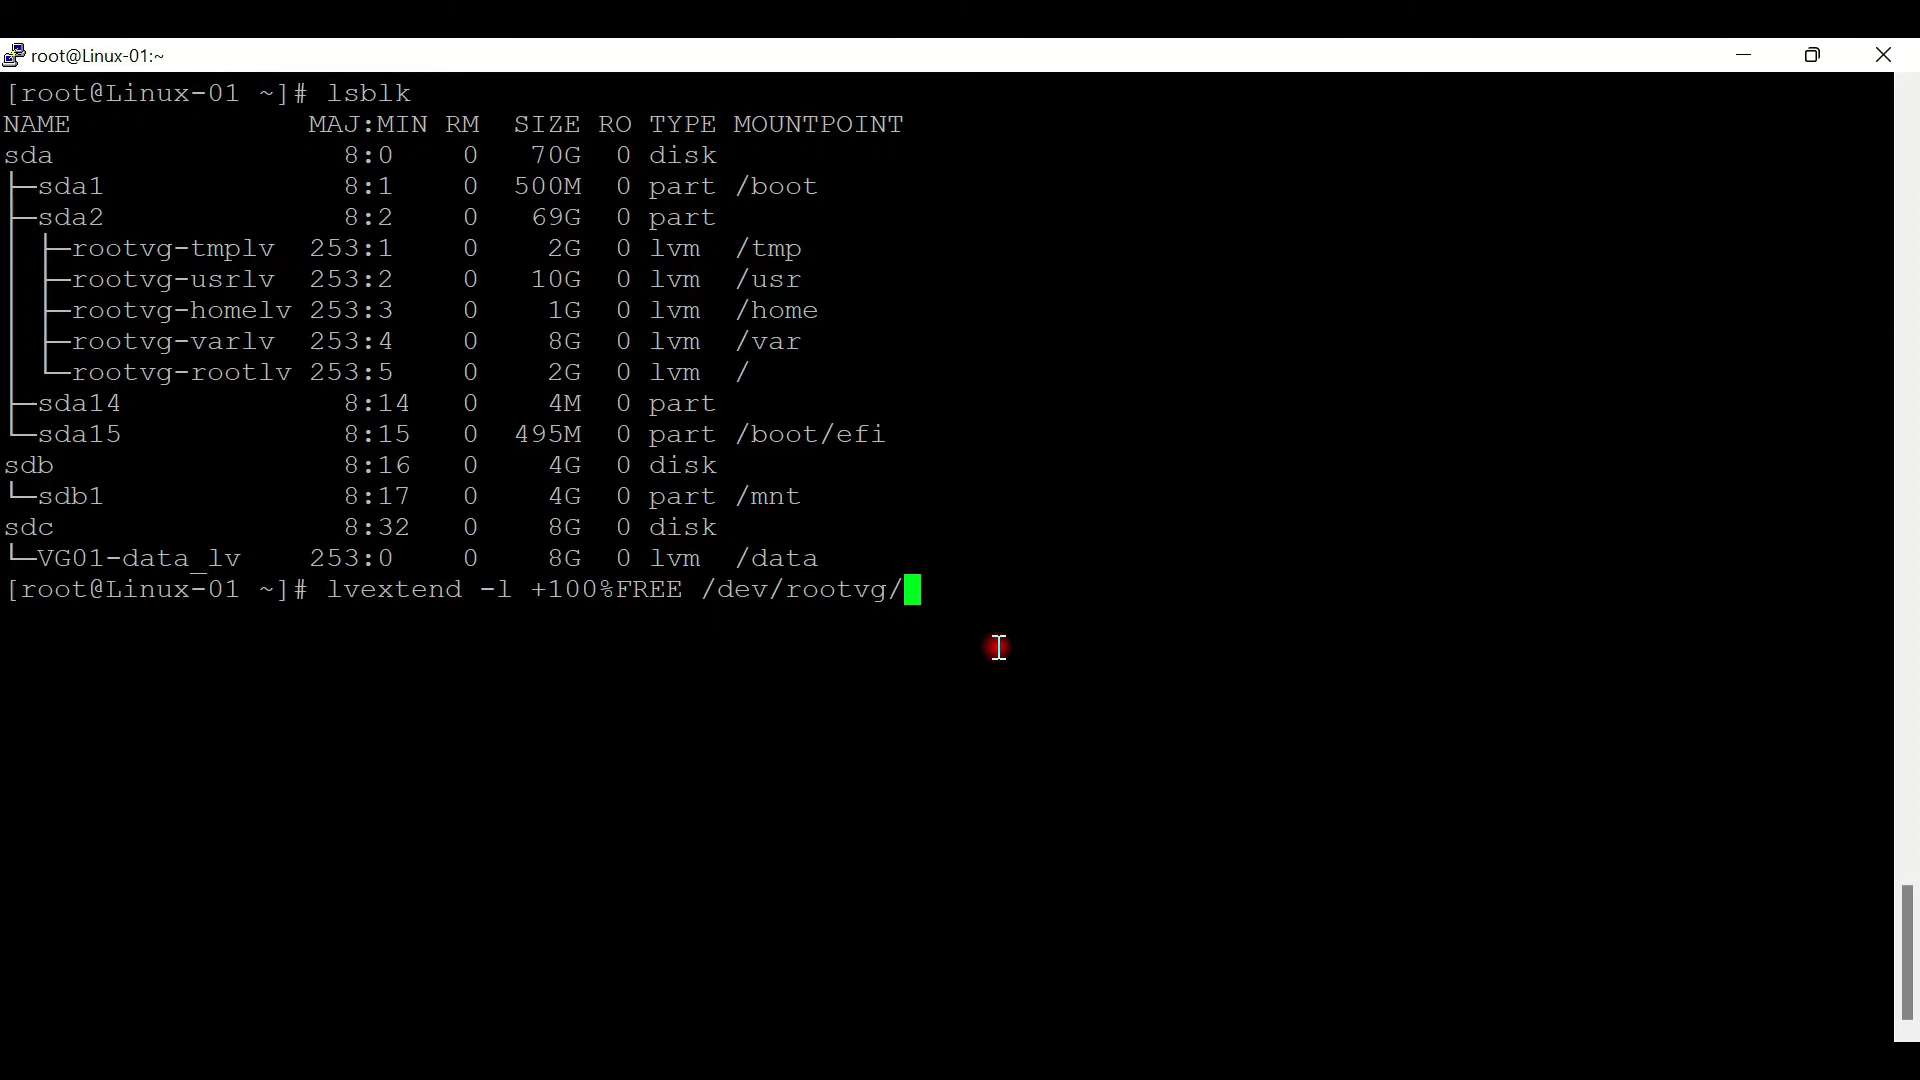 root@Linux-01:~
[root@Linux-01 ~]# lsblk
NAME              MAJ:MIN RM  SIZE RO TYPE MOUNTPOINT
sda                 8:0    0   70G  0 disk
├─sda1              8:1    0  500M  0 part /boot
├─sda2              8:2    0   69G  0 part
│ ├─rootvg-tmplv  253:1    0    2G  0 lvm  /tmp
│ ├─rootvg-usrlv  253:2    0   10G  0 lvm  /usr
│ ├─rootvg-homelv 253:3    0    1G  0 lvm  /home
│ ├─rootvg-varlv  253:4    0    8G  0 lvm  /var
│ └─rootvg-rootlv 253:5    0    2G  0 lvm  /
├─sda14             8:14   0    4M  0 part
└─sda15             8:15   0  495M  0 part /boot/efi
sdb                 8:16   0    4G  0 disk
└─sdb1              8:17   0    4G  0 part /mnt
sdc                 8:32   0    8G  0 disk
└─VG01-data_lv    253:0    0    8G  0 lvm  /data
[root@Linux-01 ~]# lvextend -l +100%FREE /dev/rootvg/